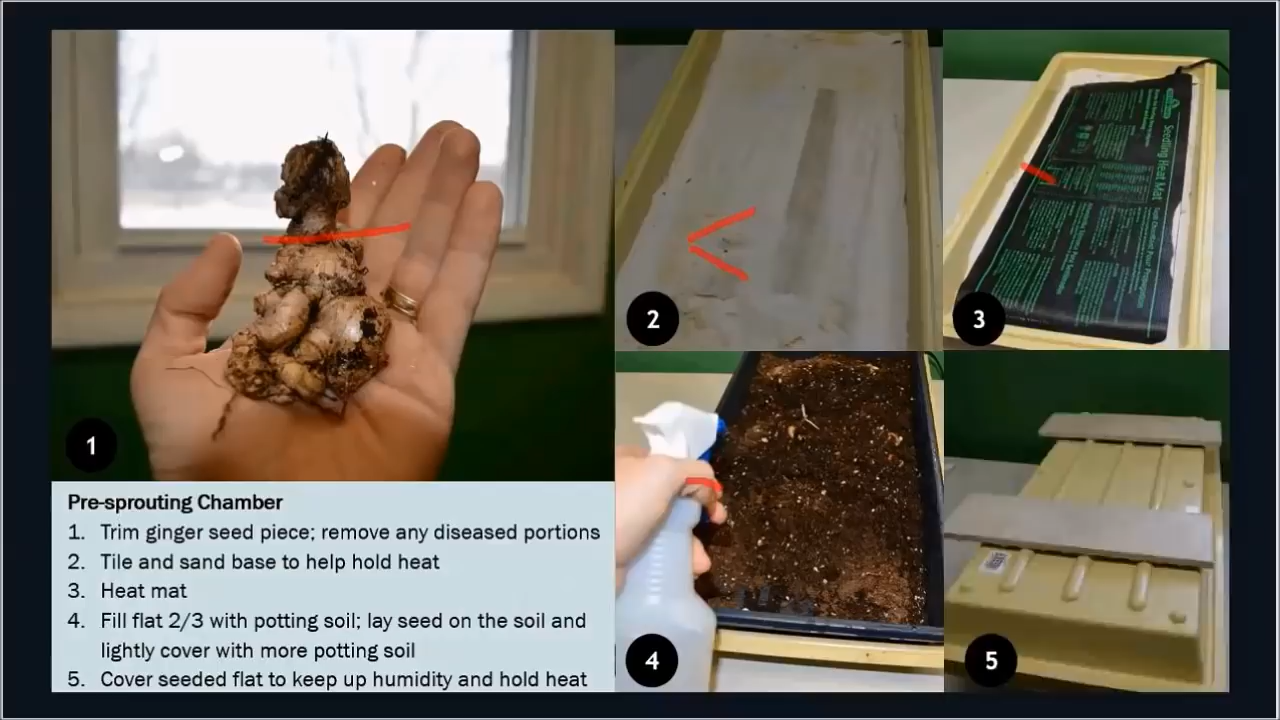 1
2
Seedling Heat Mat
3
4
5
Pre-sprouting Chamber
1. Trim ginger seed piece; remove any diseased portions
2. Tile and sand base to help hold heat
3. Heat mat
4. Fill flat 2/3 with potting soil; lay seed on the soil and
lightly cover with more potting soil
5. Cover seeded flat to keep up humidity and hold heat